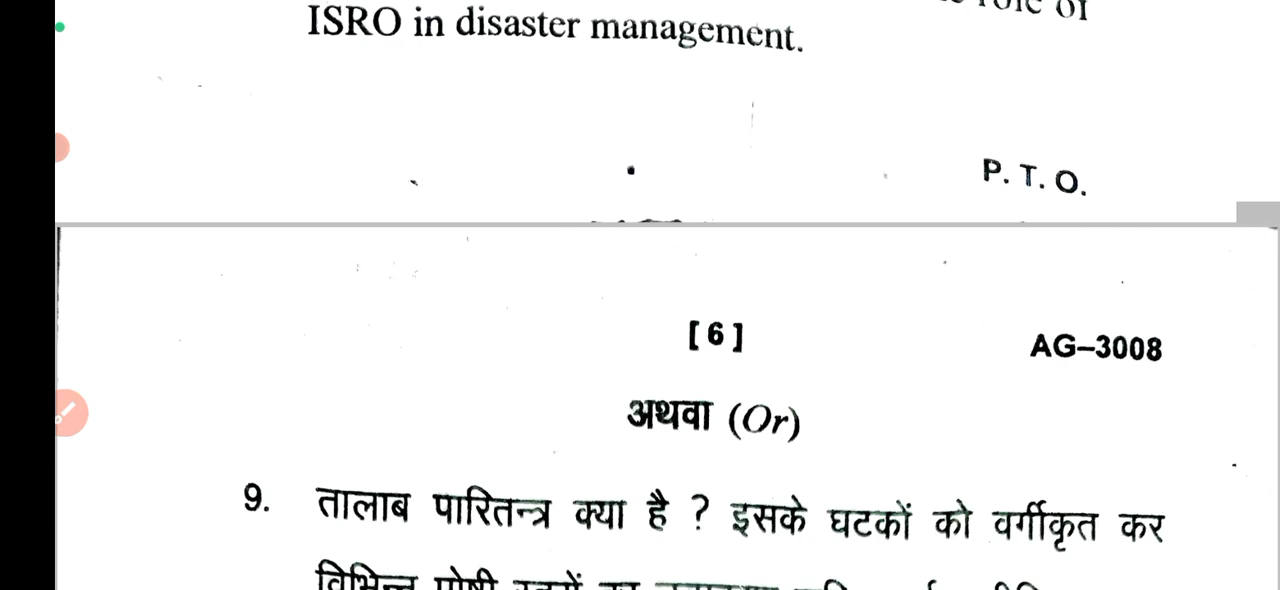 ISRO in disaster management.
P. T. O.
[ 6 ]
AG–3008
अथवा (Or)
9. तालाब पारितन्त्र क्या है ? इसके घटकों को वर्गीकृत कर